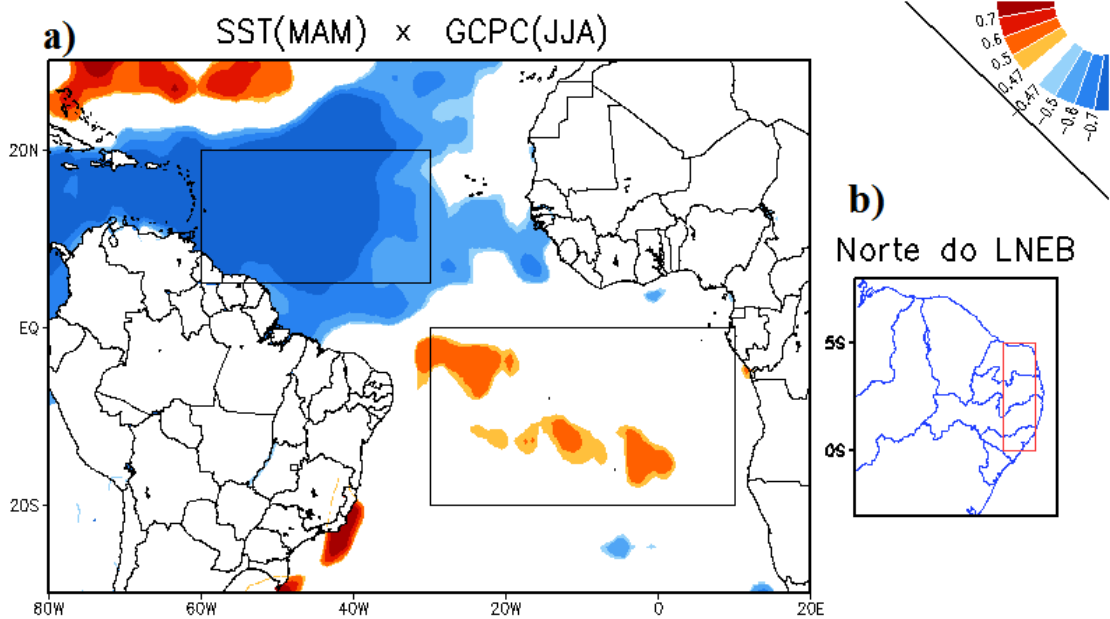 a) SST(MAM) x GCPC(JJA)
0.7
0.6
0.5
0.47
-0.47
-0.5
-0.6
-0.7
20N
EQ
20S
80W 60W 40W 20W 0 20E
b)
Norte do LNEB
5S
0S